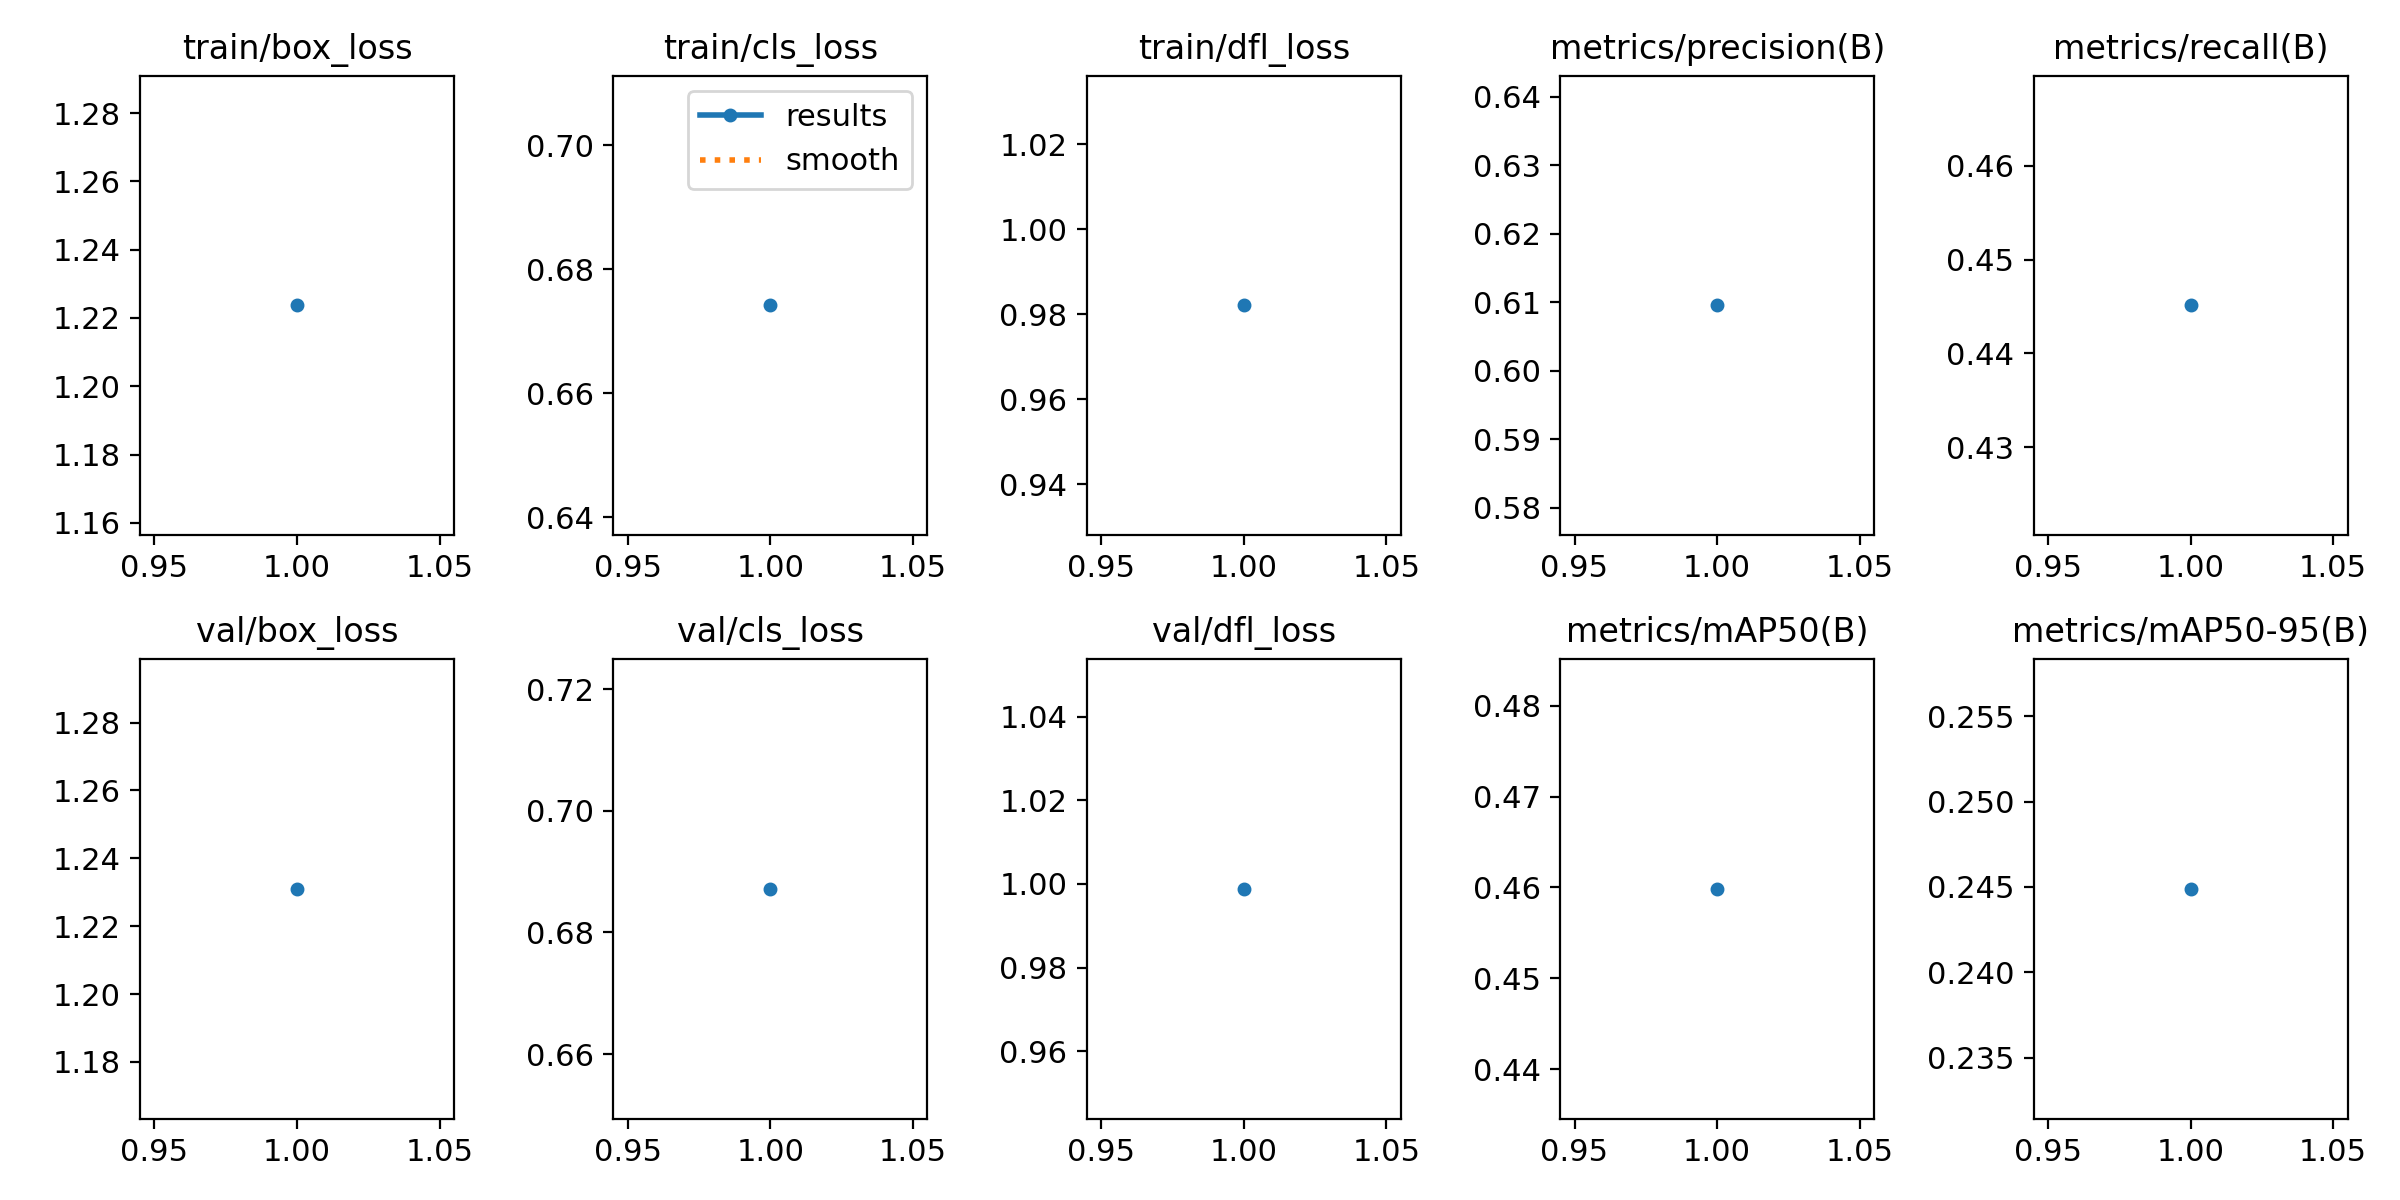 train/box_loss
1.28
1.26
1.24
1.22
1.20
1.18
1.16
0.95 1.00 1.05
train/cls_loss
results
smooth
0.70
0.68
0.66
0.64
0.95 1.00 1.05
train/dfl_loss
1.02
1.00
0.98
0.96
0.94
0.95 1.00 1.05
metrics/precision(B)
0.64
0.63
0.62
0.61
0.60
0.59
0.58
0.95 1.00 1.05
metrics/recall(B)
0.46
0.45
0.44
0.43
0.95 1.00 1.05
val/box_loss
1.28
1.26
1.24
1.22
1.20
1.18
0.95 1.00 1.05
val/cls_loss
0.72
0.70
0.68
0.66
0.95 1.00 1.05
val/dfl_loss
1.04
1.02
1.00
0.98
0.96
0.95 1.00 1.05
metrics/mAP50(B)
0.48
0.47
0.46
0.45
0.44
0.95 1.00 1.05
metrics/mAP50-95(B)
0.255
0.250
0.245
0.240
0.235
0.95 1.00 1.05